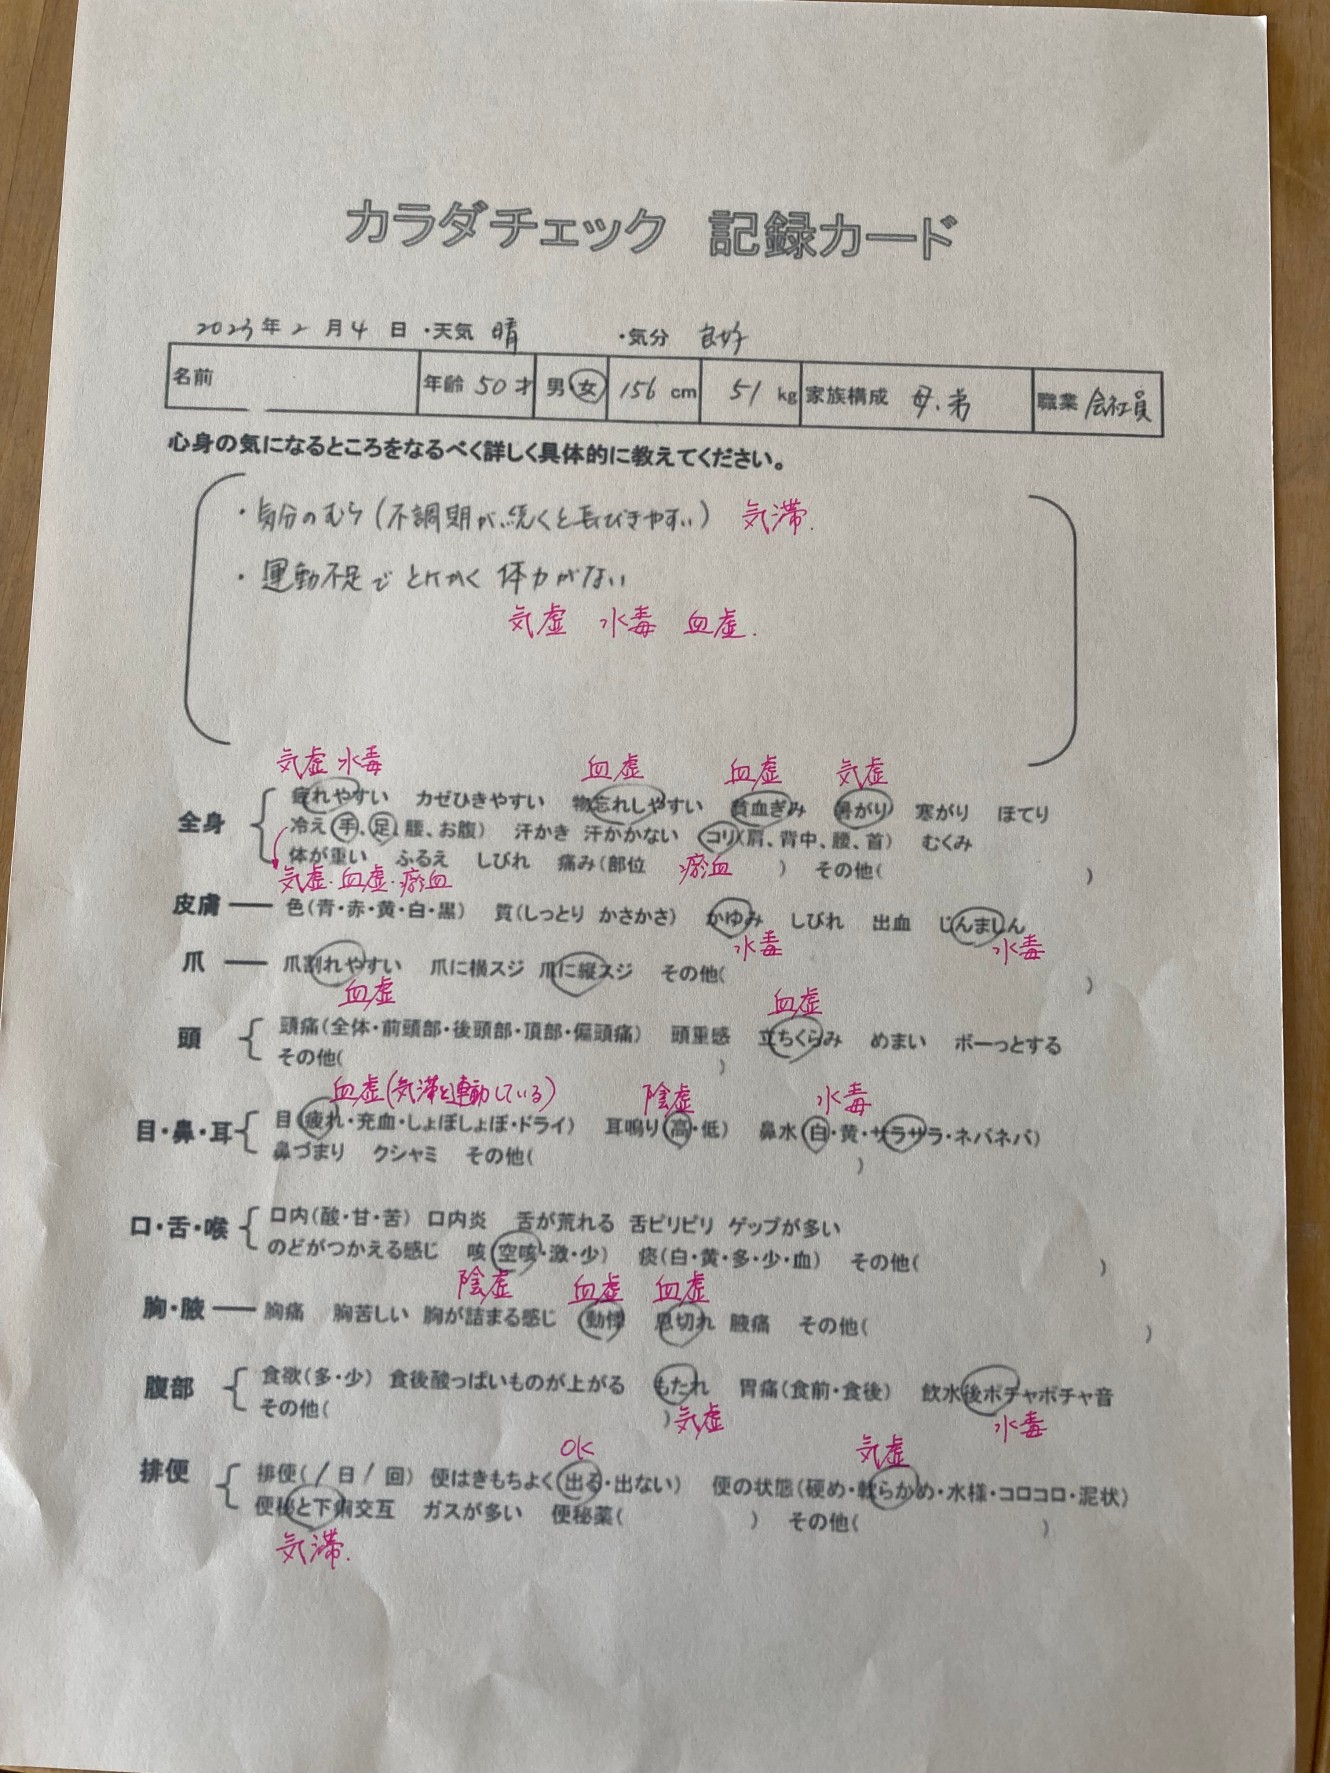 カラダチェック 記録カード
2023年2月4日 ・天気 晴 ・気分 良好
名前 年齢 50才 男 女 156 cm 51 kg 家族構成 母、弟 職業 会社員
心身の気になるところをなるべく詳しく具体的に教えてください。
・気分のむら(不調期が、続くと長びきやすい) 気滞.
・運動不足でとにかく体力がない
気虚 水毒 血虚.
気虚 水毒 血虚 血虚 気虚
全身 疲れやすい カゼひきやすい 物忘れしやすい 貧血ぎみ 暑がり 寒がり ほてり
冷え(手、足、腰、お腹) 汗かき 汗かかない コリ(肩、背中、腰、首) むくみ
体が重い ふるえ しびれ 痛み(部位 瘀血 ) その他( )
気虚・血虚・瘀血
皮膚 色(青・赤・黄・白・黒) 質(しっとり かさかさ) かゆみ しびれ 出血 じんましん
水毒 水毒
爪 爪割れやすい 爪に横スジ 爪に縦スジ その他( )
血虚 血虚
頭 頭痛(全体・前頭部・後頭部・頂部・偏頭痛) 頭重感 立ちくらみ めまい ボーっとする
その他( )
血虚(気滞と連動している) 陰虚 水毒
目・鼻・耳 目(疲れ・充血・しょぼしょぼ・ドライ) 耳鳴り(高・低) 鼻水(白・黄・サラサラ・ネバネバ)
鼻づまり クシャミ その他( )
口・舌・喉 口内(酸・甘・苦) 口内炎 舌が荒れる 舌ピリピリ ゲップが多い
のどがつかえる感じ 咳(空咳・激・少) 痰(白・黄・多・少・血) その他( )
陰虚 血虚 血虚
胸・腋 胸痛 胸苦しい 胸が詰まる感じ 動悸 息切れ 腋痛 その他( )
腹部 食欲(多・少) 食後酸っぱいものが上がる もたれ 胃痛(食前・食後) 飲水後ポチャポチャ音
その他( ) 気虚 水毒
OK 気虚
排便 排便(1日1回) 便はきもちよく(出る・出ない) 便の状態(硬め・軟らかめ・水様・コロコロ・泥状)
便秘と下痢交互 ガスが多い 便秘薬( ) その他( )
気滞.